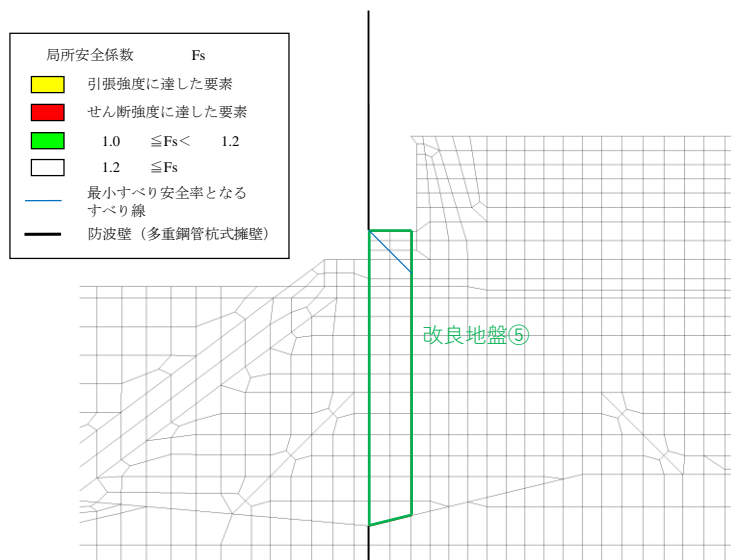 局所安全係数 Fs
引張強度に達した要素
せん断強度に達した要素
1.0 ≦Fs< 1.2
1.2 ≦Fs
最小すべり安全率となる
すべり線
防波壁（多重鋼管杭式擁壁）
改良地盤⑤